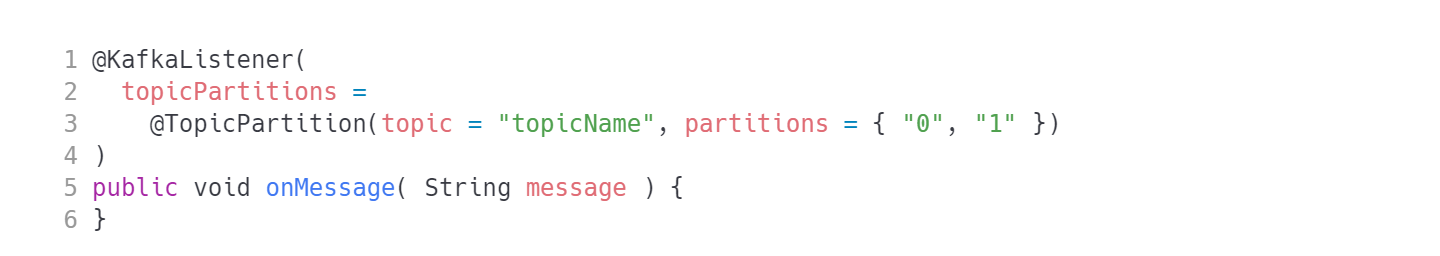 1 @KafkaListener(
2   topicPartitions =
3     @TopicPartition(topic = "topicName", partitions = { "0", "1" })
4 )
5 public void onMessage( String message ) {
6 }